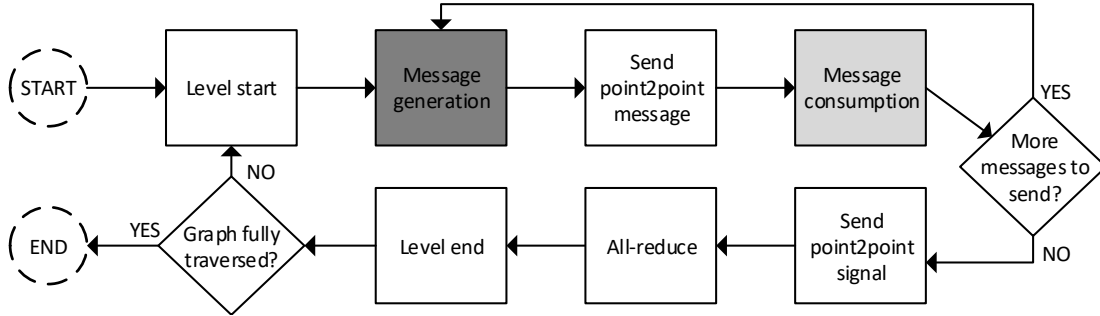 START
Level start
Message
generation
Send
point2point
message
Message
consumption
YES
More
messages to
send?
NO
Send
point2point
signal
All-reduce
Level end
Graph fully
traversed?
NO
YES
END